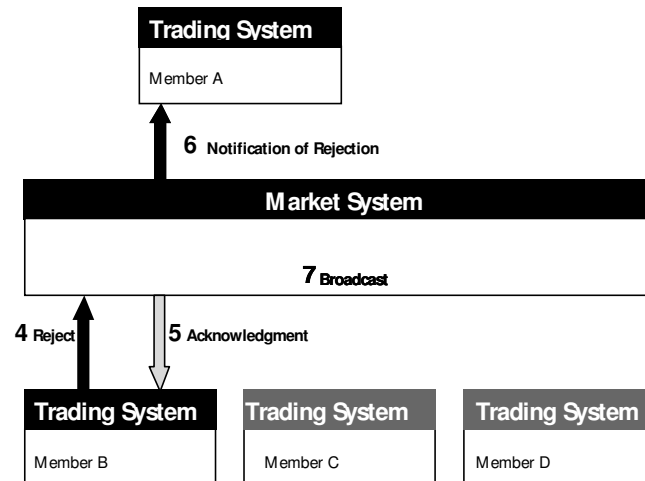 Trading System
Member A
6 Notification of Rejection
Market System
7 Broadcast
4 Reject
5 Acknowledgment
Trading System
Trading System
Trading System
Member B
Member C
Member D